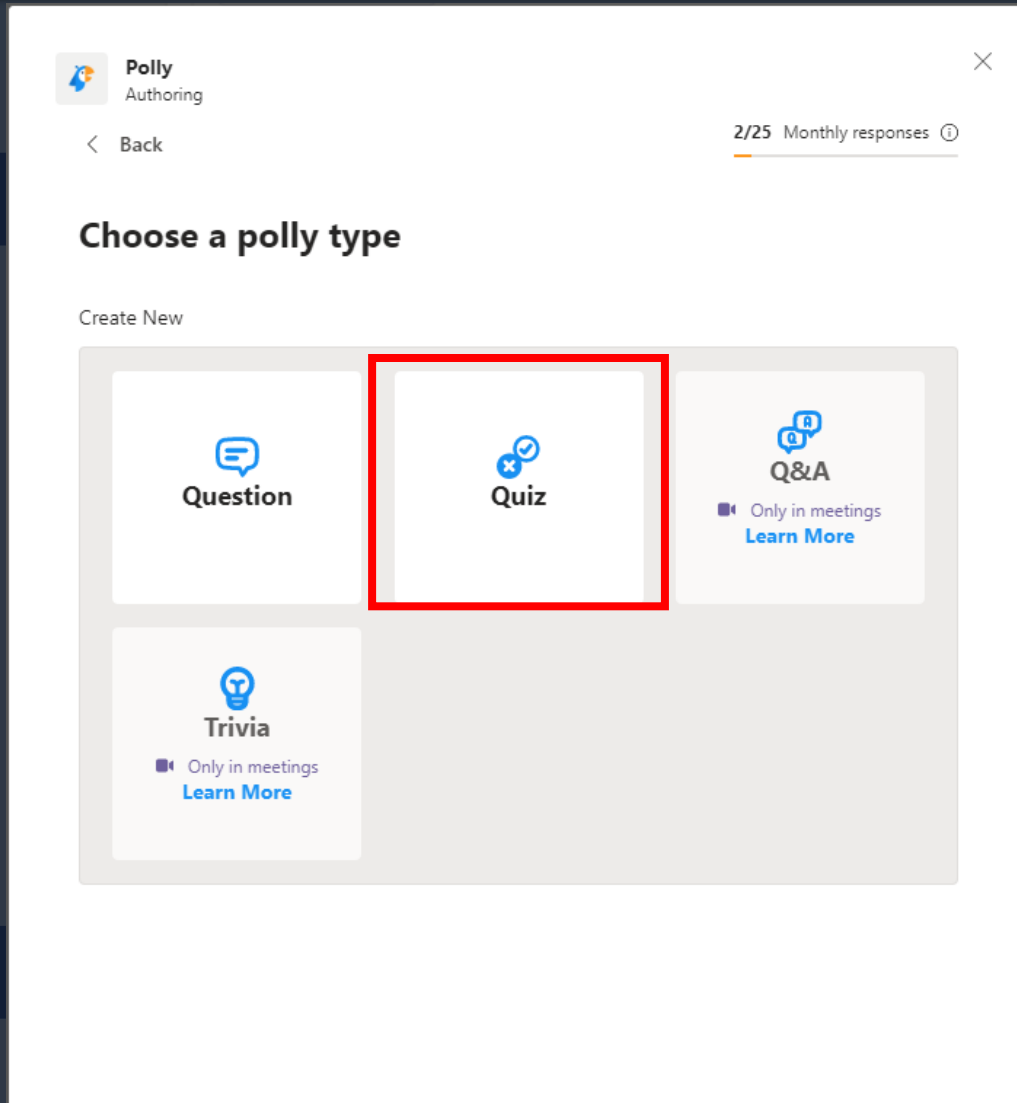 Polly
Authoring
Back
2/25 Monthly responses
Choose a polly type
Create New
Question
Quiz
Q&A
Only in meetings
Learn More
Trivia
Only in meetings
Learn More